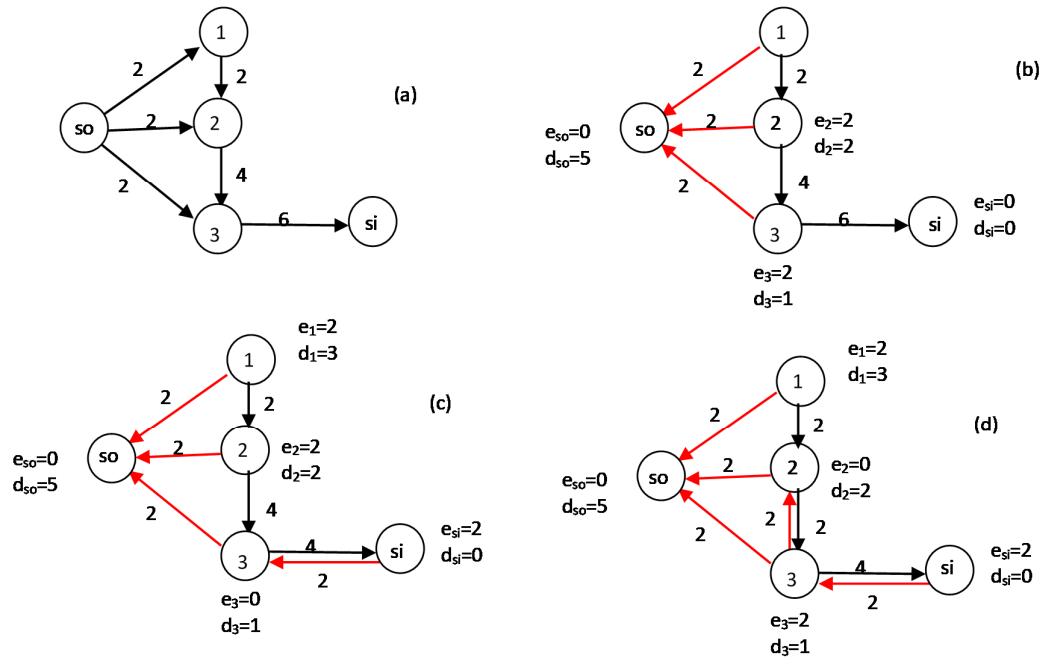 1
2
2
(a)
so
2
2
4
2
3
6
si
1
2
2
(b)
e2=2
eso=0
so
2
2
d2=2
dso=5
2
4
esi=0
6
si
dsi=0
3
e3=2
d3=1
e1=2
d1=3
1
2
2
(c)
eso=0
so
2
2
e2=2
dso=5
d2=2
2
4
esi=2
4
si
dsi=0
3
2
e3=0
d3=1
e1=2
d1=3
1
2
2
(d)
eso=0
so
2
2
e2=0
dso=5
d2=2
2
2
2
esi=2
3
4
si
dsi=0
2
e3=2
d3=1